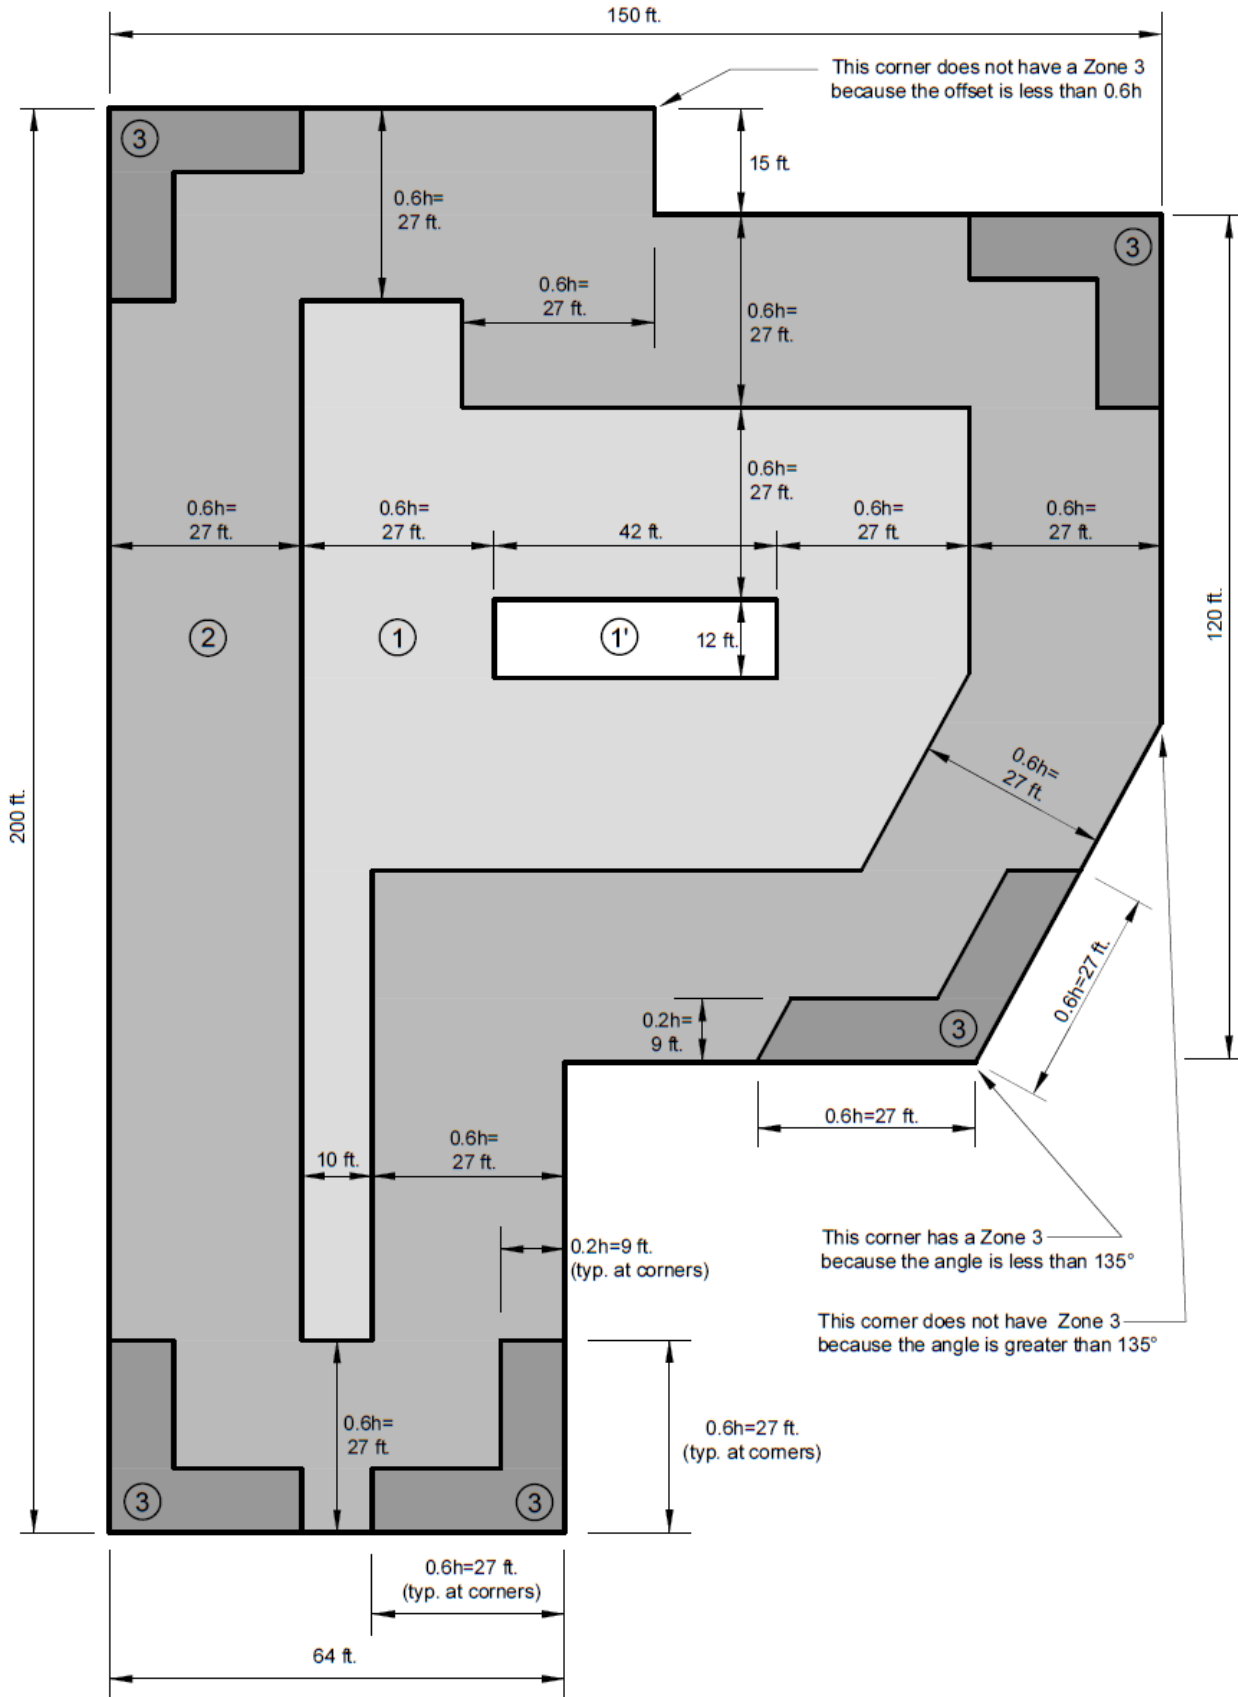 150 ft.
This corner does not have a Zone 3
because the offset is less than 0.6h
3
15 ft.
0.6h=
27 ft.
3
0.6h=
27 ft.
0.6h=
27 ft.
0.6h=
27 ft.
0.6h=
27 ft.
0.6h=
27 ft.
42 ft.
0.6h=
27 ft.
0.6h=
27 ft.
120 ft.
2
1
1'
12 ft.
0.6h=
27 ft.
200 ft.
0.6h=27 ft.
0.2h=
9 ft.
3
0.6h=27 ft.
10 ft.
0.6h=
27 ft.
0.2h=9 ft.
(typ. at corners)
This corner has a Zone 3
because the angle is less than 135°
This corner does not have Zone 3
because the angle is greater than 135°
0.6h=
27 ft.
0.6h=27 ft.
(typ. at corners)
3
3
0.6h=27 ft.
(typ. at corners)
64 ft.